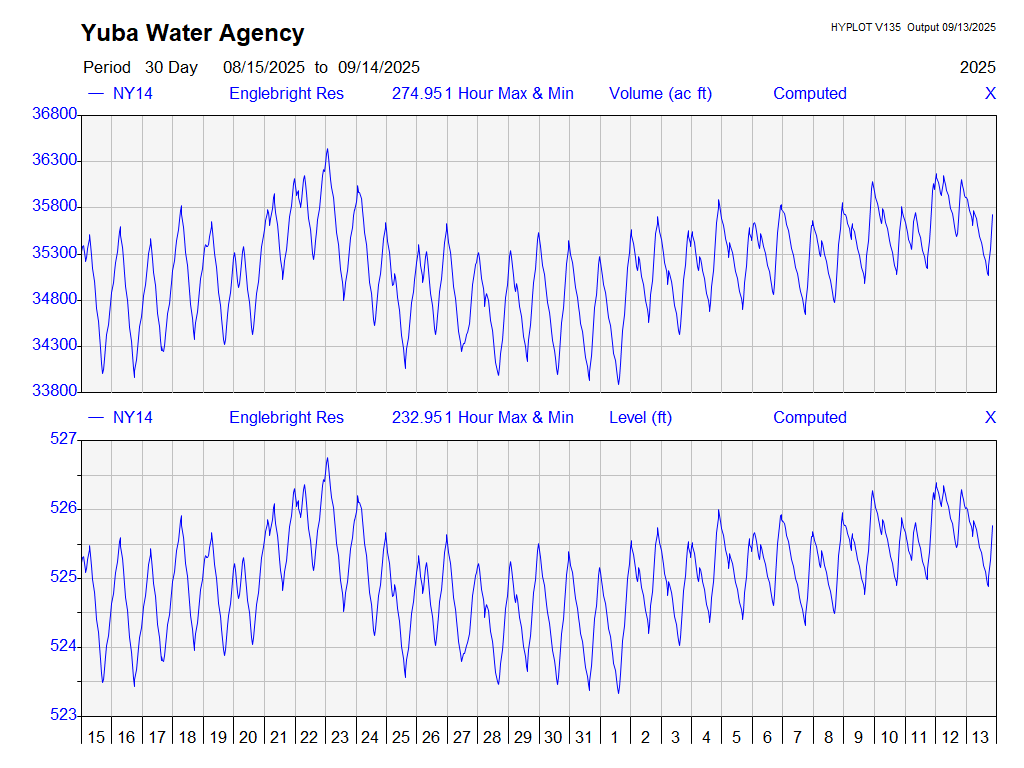 Yuba Water Agency
HYPLOT V135 Output 09/13/2025
Period 30 Day 08/15/2025 to 09/14/2025 2025
NY14 Englebright Res 274.951 Hour Max & Min Volume (ac ft) Computed X
36800
36300
35800
35300
34800
34300
33800
NY14 Englebright Res 232.951 Hour Max & Min Level (ft) Computed X
527
526
525
524
523
15 16 17 18 19 20 21 22 23 24 25 26 27 28 29 30 31 1 2 3 4 5 6 7 8 9 10 11 12 13